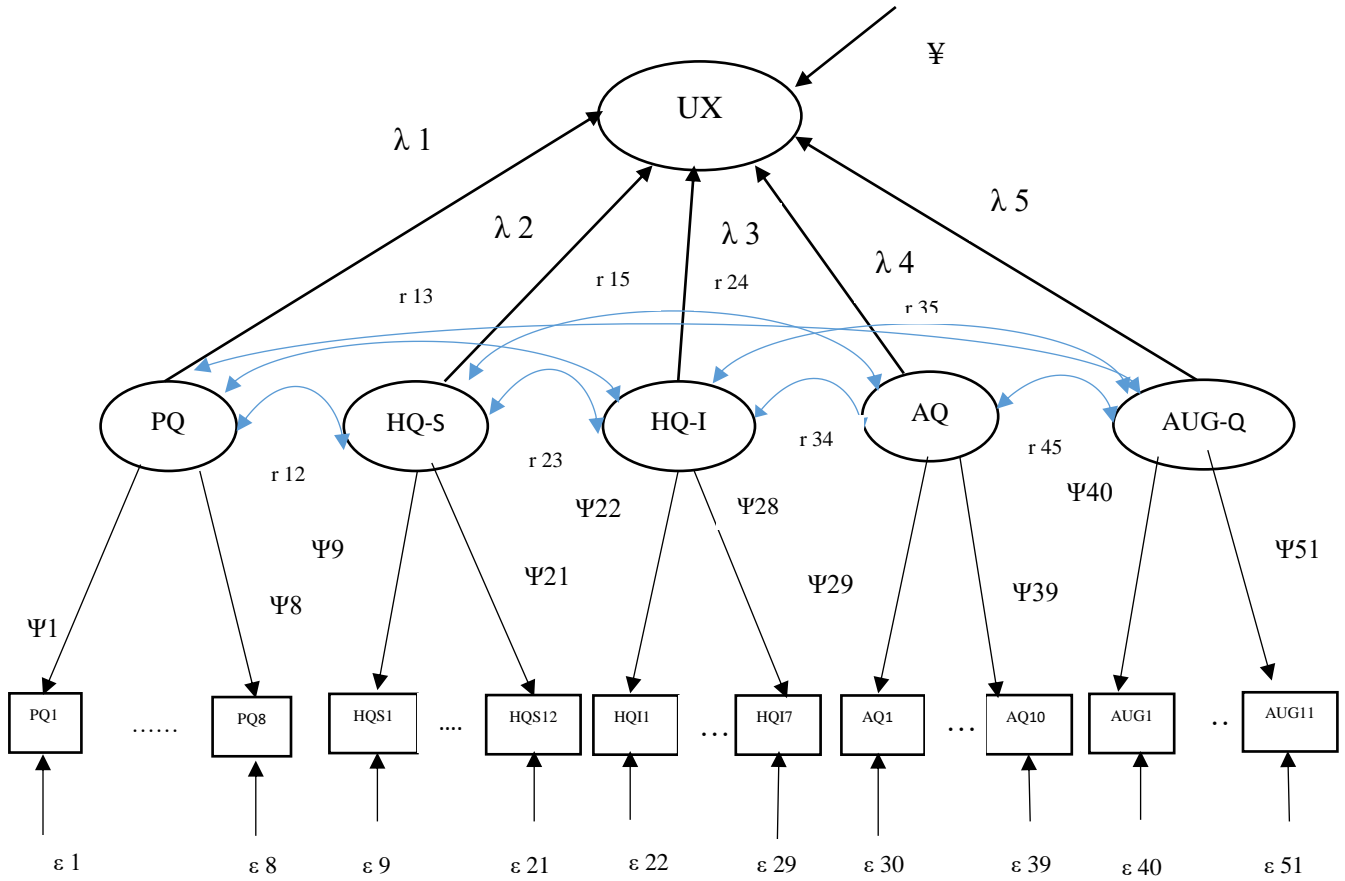 ¥
UX
λ 1
λ 2
λ 3
λ 4
λ 5
r 13
r 15
r 24
r 35
PQ
HQ-S
HQ-I
AQ
AUG-Q
r 12
r 23
r 34
r 45
Ψ1
Ψ8
Ψ9
Ψ21
Ψ22
Ψ28
Ψ29
Ψ39
Ψ40
Ψ51
PQ1 ...... PQ8 HQS1 .... HQS12 HQI1 ... HQI7 AQ1 ... AQ10 AUG1 .. AUG11
ε 1 ε 8 ε 9 ε 21 ε 22 ε 29 ε 30 ε 39 ε 40 ε 51